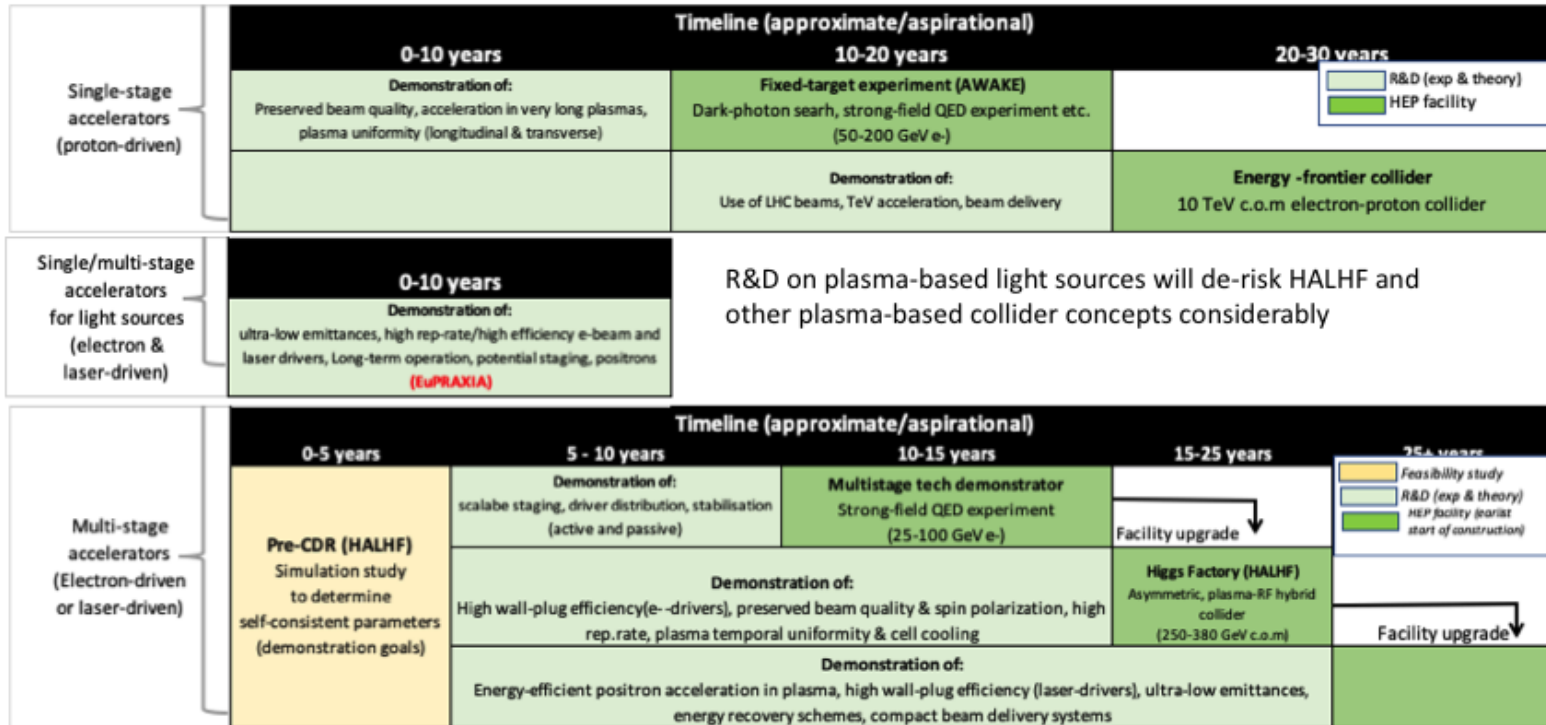 Timeline (approximate/aspirational)
0-10 years
10-20 years
20-30 years
R&D (exp & theory)
HEP facility
Single-stage
accelerators
(proton-driven)
Demonstration of:
Preserved beam quality, acceleration in very long plasmas,
plasma uniformity (longitudinal & transverse)
Fixed-target experiment (AWAKE)
Dark-photon searh, strong-field QED experiment etc.
(50-200 GeV e-)
Demonstration of:
Use of LHC beams, TeV acceleration, beam delivery
Energy -frontier collider
10 TeV c.o.m electron-proton collider
Single/multi-stage
accelerators
for light sources
(electron &
laser-driven)
0-10 years
Demonstration of:
ultra-low emittances, high rep-rate/high efficiency e-beam and
laser drivers, Long-term operation, potential staging, positrons
(EuPRAXIA)
R&D on plasma-based light sources will de-risk HALHF and
other plasma-based collider concepts considerably
Timeline (approximate/aspirational)
0-5 years
5 - 10 years
10-15 years
15-25 years
25+ years
Feasibility study
R&D (exp & theory)
HEP facility (earlist
start of construction)
Multi-stage
accelerators
(Electron-driven
or laser-driven)
Pre-CDR (HALHF)
Simulation study
to determine
self-consistent parameters
(demonstration goals)
Demonstration of:
scalabe staging, driver distribution, stabilisation
(active and passive)
Multistage tech demonstrator
Strong-field QED experiment
(25-100 GeV e-)
Facility upgrade
Demonstration of:
High wall-plug efficiency(e- -drivers), preserved beam quality & spin polarization, high
rep.rate, plasma temporal uniformity & cell cooling
Higgs Factory (HALHF)
Asymmetric, plasma-RF hybrid
collider
(250-380 GeV c.o.m)
Facility upgrade
Demonstration of:
Energy-efficient positron acceleration in plasma, high wall-plug efficiency (laser-drivers), ultra-low emittances,
energy recovery schemes, compact beam delivery systems